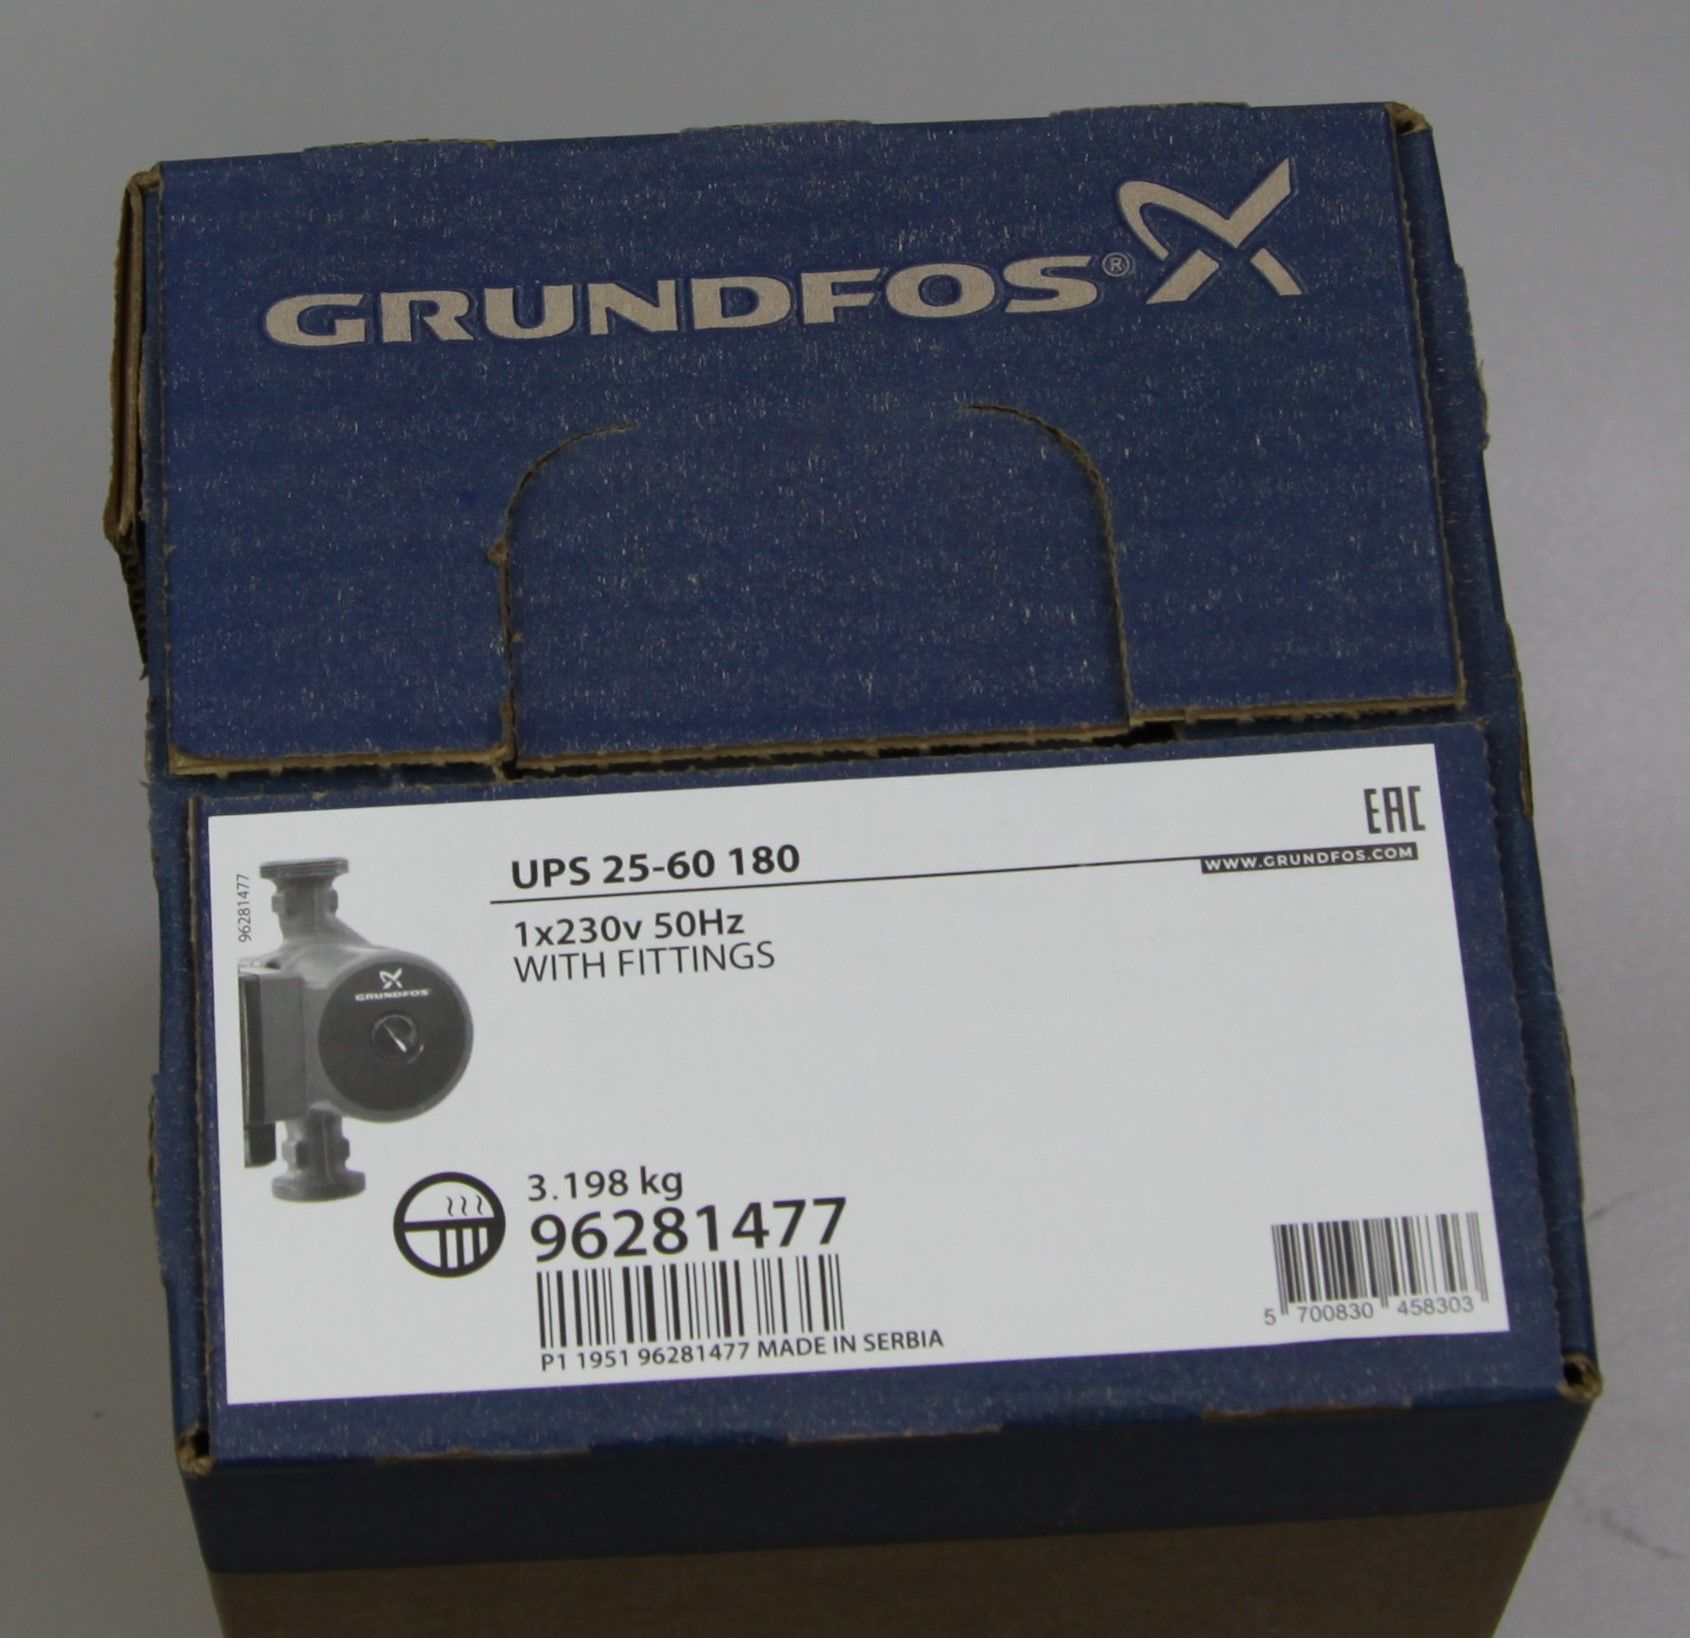 GRUNDFOS®
EAC
UPS 25-60 180
WWW.GRUNDFOS.COM
1x230v 50Hz
WITH FITTINGS
96281477
GRUNDFOS
3.198 kg
96281477
P1 1951 96281477 MADE IN SERBIA
5 700830 458303